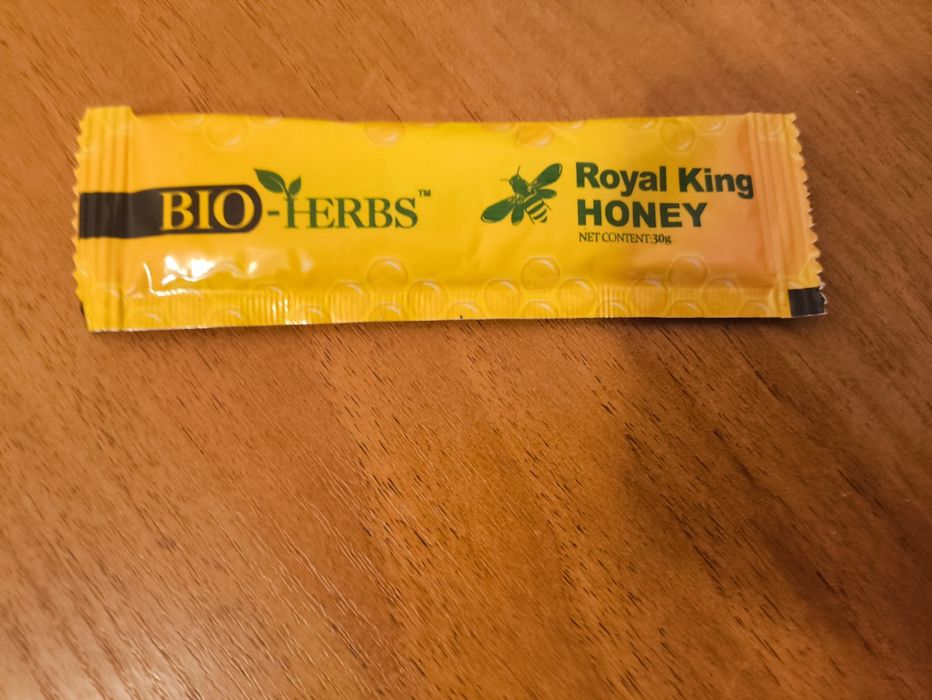 BIO-HERBS™
Royal King
HONEY
NET CONTENT:30g